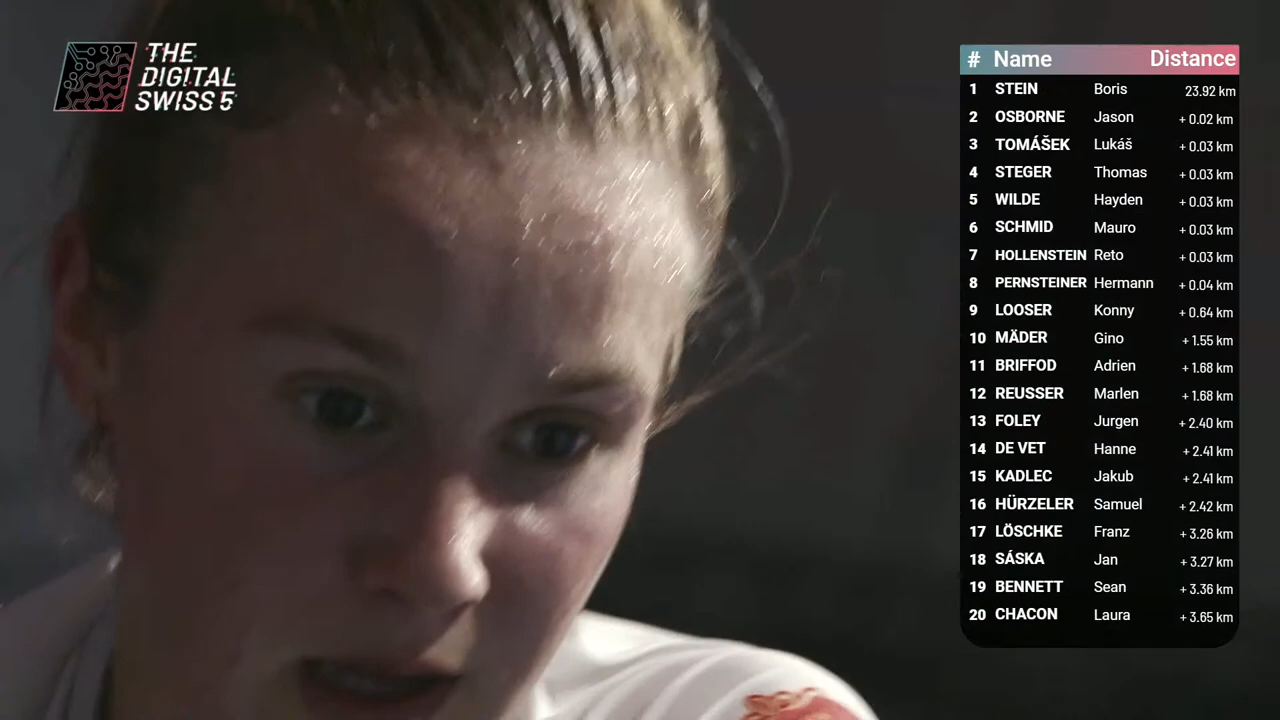 THE
DIGITAL
SWISS 5
# Name Distance
1 STEIN Boris 23.92 km
2 OSBORNE Jason + 0.02 km
3 TOMÁŠEK Lukáš + 0.03 km
4 STEGER Thomas + 0.03 km
5 WILDE Hayden + 0.03 km
6 SCHMID Mauro + 0.03 km
7 HOLLENSTEIN Reto + 0.03 km
8 PERNSTEINER Hermann + 0.04 km
9 LOOSER Konny + 0.64 km
10 MÄDER Gino + 1.55 km
11 BRIFFOD Adrien + 1.68 km
12 REUSSER Marlen + 1.68 km
13 FOLEY Jurgen + 2.40 km
14 DE VET Hanne + 2.41 km
15 KADLEC Jakub + 2.41 km
16 HÜRZELER Samuel + 2.42 km
17 LÖSCHKE Franz + 3.26 km
18 SÁSKA Jan + 3.27 km
19 BENNETT Sean + 3.36 km
20 CHACON Laura + 3.65 km